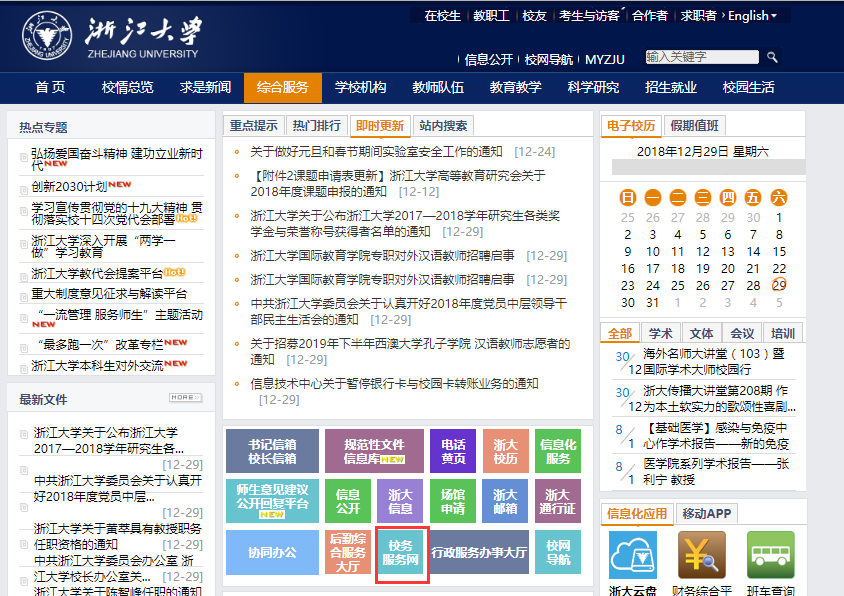 浙江大学
ZHEJIANG UNIVERSITY
在校生 教职工 校友 考生与访客 合作者 求职者 English
信息公开 校网导航 MYZJU 输入关键字
首 页 校情总览 求是新闻 综合服务 学校机构 教师队伍 教育教学 科学研究 招生就业 校园生活
热点专题
弘扬爱国奋斗精神 建功立业新时
代NEW
创新2030计划NEW
学习宣传贯彻党的十九大精神 贯
彻落实校十四次党代会部署Hot!
浙江大学深入开展“两学一
做”学习教育
浙江大学教代会提案平台Hot!
重大制度意见征求与解读平台
“一流管理 服务师生”主题活动
NEW
“最多跑一次”改革专栏NEW
浙江大学本科生对外交流NEW
最新文件 MORE
浙江大学关于公布浙江大学
2017—2018学年研究生各...
[12-29]
中共浙江大学委员会关于认真开
好2018年度党员中层...
[12-29]
浙江大学关于黄萃具有教授职务
任职资格的通知 [12-29]
中共浙江大学委员会办公室 浙
江大学校长办公室关... [12-29]
浙江大学关于陈智峰任职的通知
重点提示 热门排行 即时更新 站内搜索
关于做好元旦和春节期间实验室安全工作的通知 [12-24]
【附件2课题申请表更新】浙江大学高等教育研究会关于
2018年度课题申报的通知 [12-12]
浙江大学关于公布浙江大学2017—2018学年研究生各类奖
学金与荣誉称号获得者名单的通知 [12-29]
浙江大学国际教育学院专职对外汉语教师招聘启事 [12-29]
浙江大学国际教育学院专职对外汉语教师招聘启事 [12-29]
中共浙江大学委员会关于认真开好2018年度党员中层领导干
部民主生活会的通知 [12-29]
关于招募2019年下半年西澳大学孔子学院 汉语教师志愿者的
通知 [12-29]
信息技术中心关于暂停银行卡与校园卡转账业务的通知
[12-29]
书记信箱
校长信箱
规范性文件
信息库NEW
电话
黄页
浙大
校历
信息化
服务
师生意见建议
公开回复平台
NEW
信息
公开
浙大
信息
场馆
申请
浙大
邮箱
浙大
通行证
协同办公
后勤综
合服务
大厅
校务
服务网
行政服务办事大厅
校网
导航
电子校历 假期值班
2018年12月29日 星期六
日 一 二 三 四 五 六
25 26 27 28 29 30 1
2 3 4 5 6 7 8
9 10 11 12 13 14 15
16 17 18 19 20 21 22
23 24 25 26 27 28 29
30 31 1 2 3 4 5
全部 学术 文体 会议 培训
30/12 海外名师大讲堂（103）暨
国际学术大师校园行
30/12 浙大传播大讲堂第208期 作
为本土软实力的歌颂性喜剧...
8/1 【基础医学】感染与免疫中
心作学术报告——新的免疫
8/1 医学院系列学术报告——张
利宁 教授
信息化应用 移动APP
浙大云盘 财务综合平 班车查询